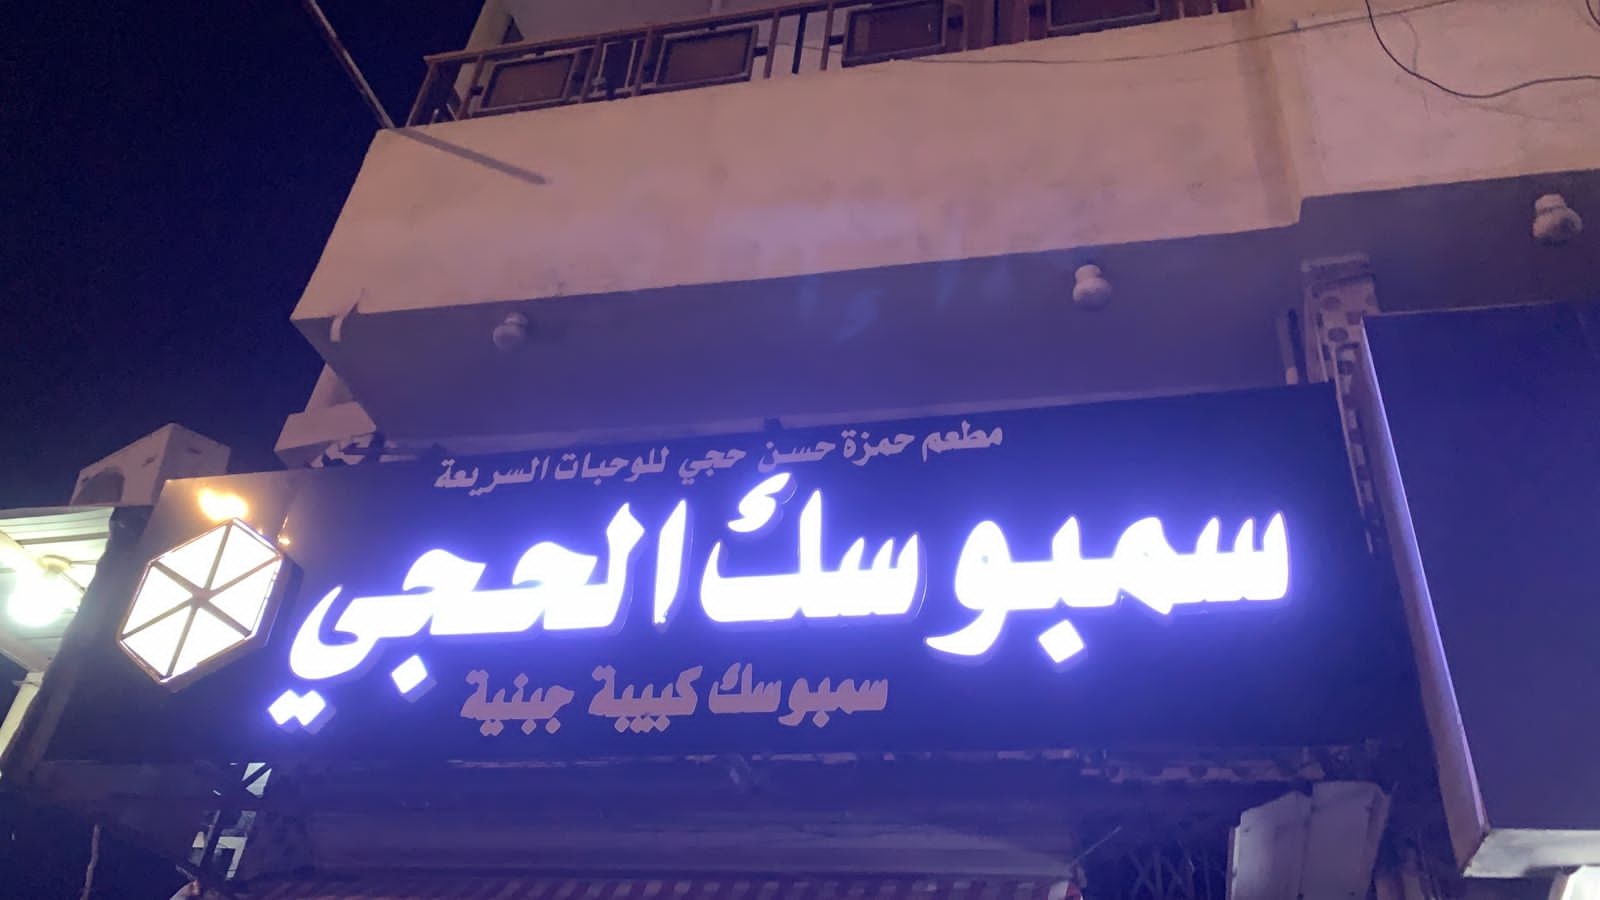 مطعم حمزة حسن حجي للوجبات السريعة
سمبوسك الحجي
سمبوسك كبيبة جبنية